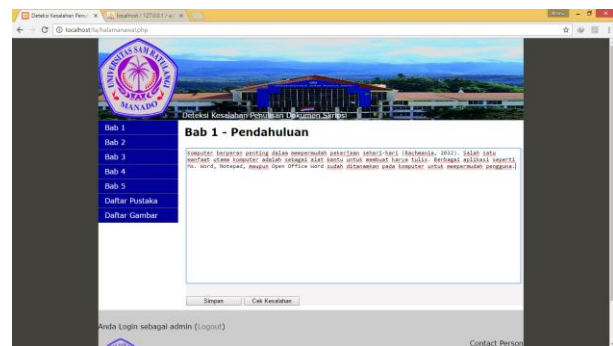 Deteksi Kesalahan Penu
localhost / 127.0.0.1 /
localhost/ta/halamanawal.php
UNIVERSITAS SAM RATULANGI
MANADO
Deteksi Kesalahan Penulisan Dokumen Skripsi
Bab 1
Bab 2
Bab 3
Bab 4
Bab 5
Daftar Pustaka
Daftar Gambar
Bab 1 - Pendahuluan
Komputer berperan penting dalam mempermudah pekerjaan sehari-hari (Rachmania, 2012). Salah satu
manfaat utama komputer adalah sebagai alat bantu untuk membuat karya tulis. Berbagai aplikasi seperti
Ms. Word, Notepad, maupun Open Office Word sudah ditanamkan pada komputer untuk mempermudah pengguna.
Simpan
Cek Kesalahan
Anda Login sebagai admin (Logout)
Contact Person